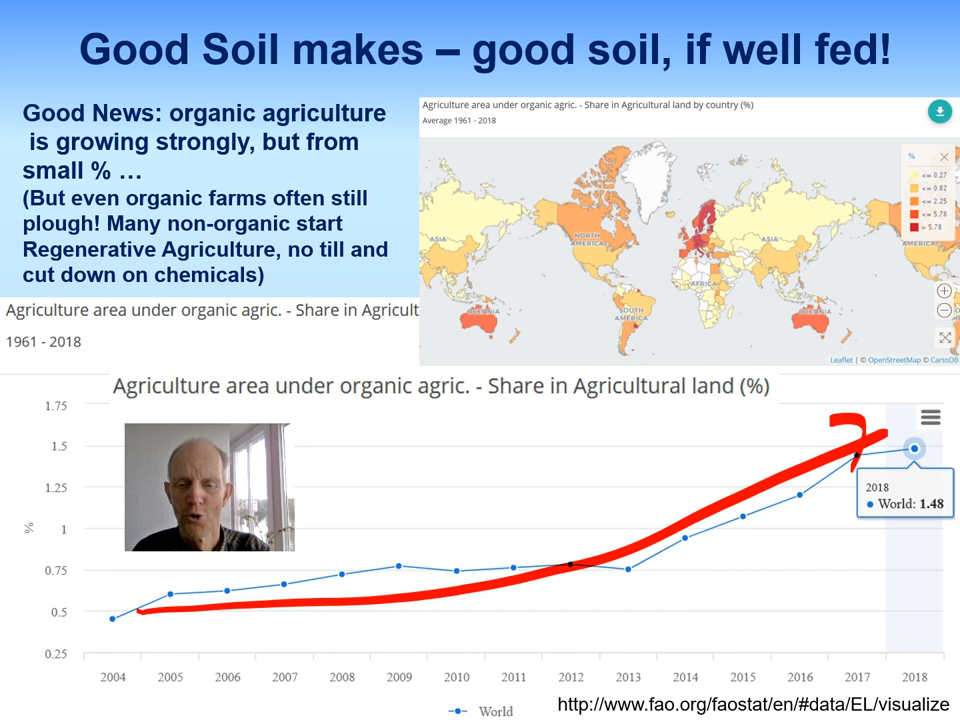 Good Soil makes – good soil, if well fed!
Good News: organic agriculture
is growing strongly, but from
small % …
(But even organic farms often still
plough! Many non-organic start
Regenerative Agriculture, no till and
cut down on chemicals)
Agriculture area under organic agric. - Share in Agricultural land by country (%)
Average 1961 - 2018
%
<= 0.27
<= 0.82
<= 2.25
<= 5.78
> 5.78
ASIA
NORTH
AMERICA
ASIA
AMERICA
AFRICA
OCEANIA
SOUTH
AMERICA
OCEANIA
Leaflet | © OpenStreetMap © CartoDB
Agriculture area under organic agric. - Share in Agricult
1961 - 2018
Agriculture area under organic agric. - Share in Agricultural land (%)
1.75
1.5
1.25
1
0.75
0.5
0.25
%
2018
World: 1.48
2004 2005 2006 2007 2008 2009 2010 2011 2012 2013 2014 2015 2016 2017 2018
World
http://www.fao.org/faostat/en/#data/EL/visualize